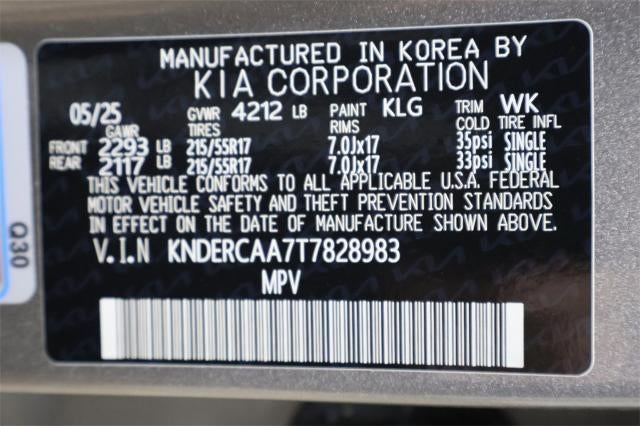 MANUFACTURED IN KOREA BY
KIA CORPORATION
05/25 GVWR 4212 LB PAINT KLG TRIM WK
GAWR TIRES RIMS COLD TIRE INFL
FRONT 2293 LB 215/55R17 7.0Jx17 35psi SINGLE
REAR 2117 LB 215/55R17 7.0Jx17 33psi SINGLE
THIS VEHICLE CONFORMS TO ALL APPLICABLE U.S.A. FEDERAL
MOTOR VEHICLE SAFETY AND THEFT PREVENTION STANDARDS
IN EFFECT ON THE DATE OF MANUFACTURE SHOWN ABOVE.
V.I.N KNDERCAA7T7828983
MPV
Q30